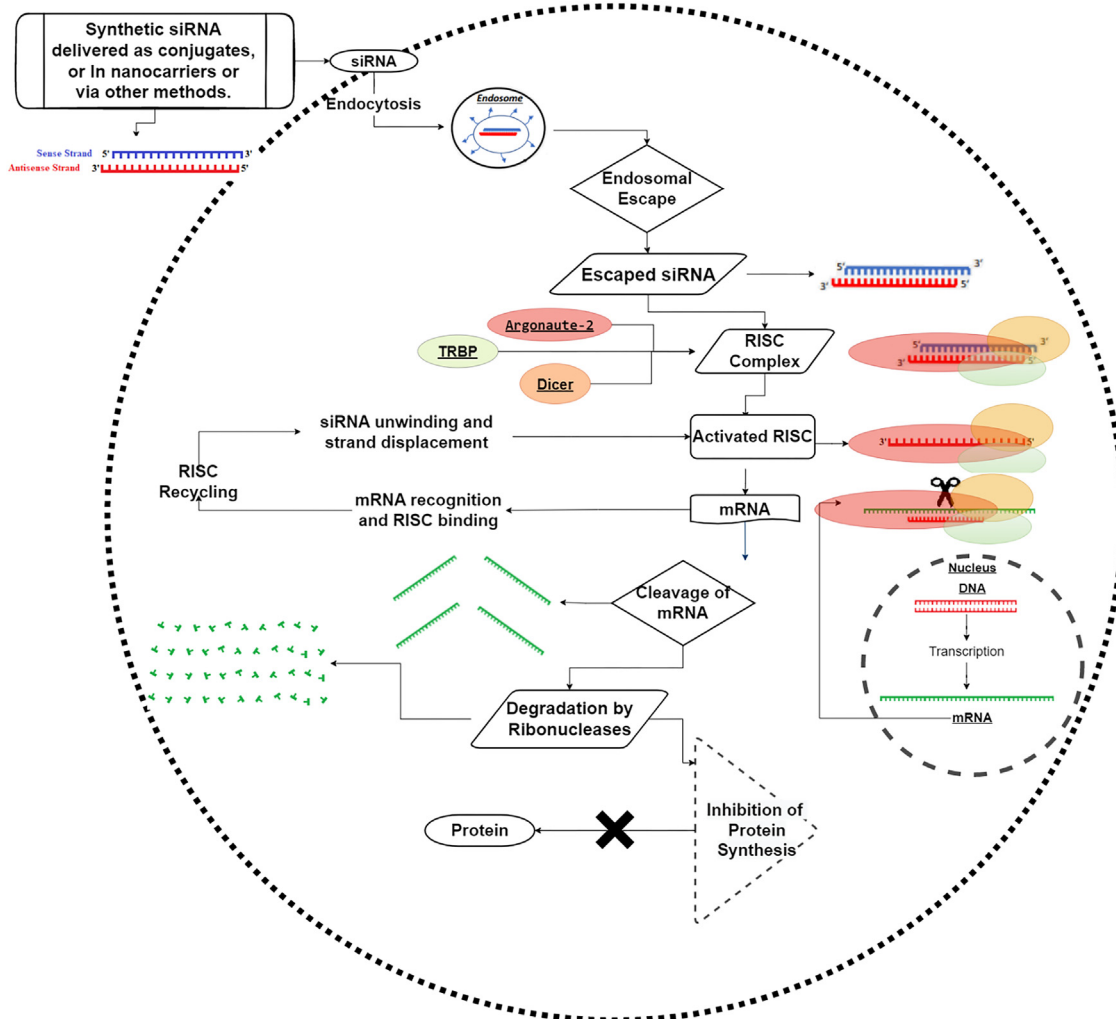 Synthetic siRNA
delivered as conjugates,
or In nanocarriers or
via other methods.
siRNA
Endocytosis
Endosome
Sense Strand 5' 3'
Antisense Strand 3' 5'
Endosomal
Escape
Escaped siRNA
5' 3'
3' 5'
Argonaute-2
TRBP
Dicer
RISC
Complex
5' 3'
3' 5'
siRNA unwinding and
strand displacement
Activated RISC
3' 5'
RISC
Recycling
mRNA recognition
and RISC binding
mRNA
Nucleus
DNA
Transcription
mRNA
Cleavage of
mRNA
Degradation by
Ribonucleases
Inhibition of
Protein
Synthesis
Protein